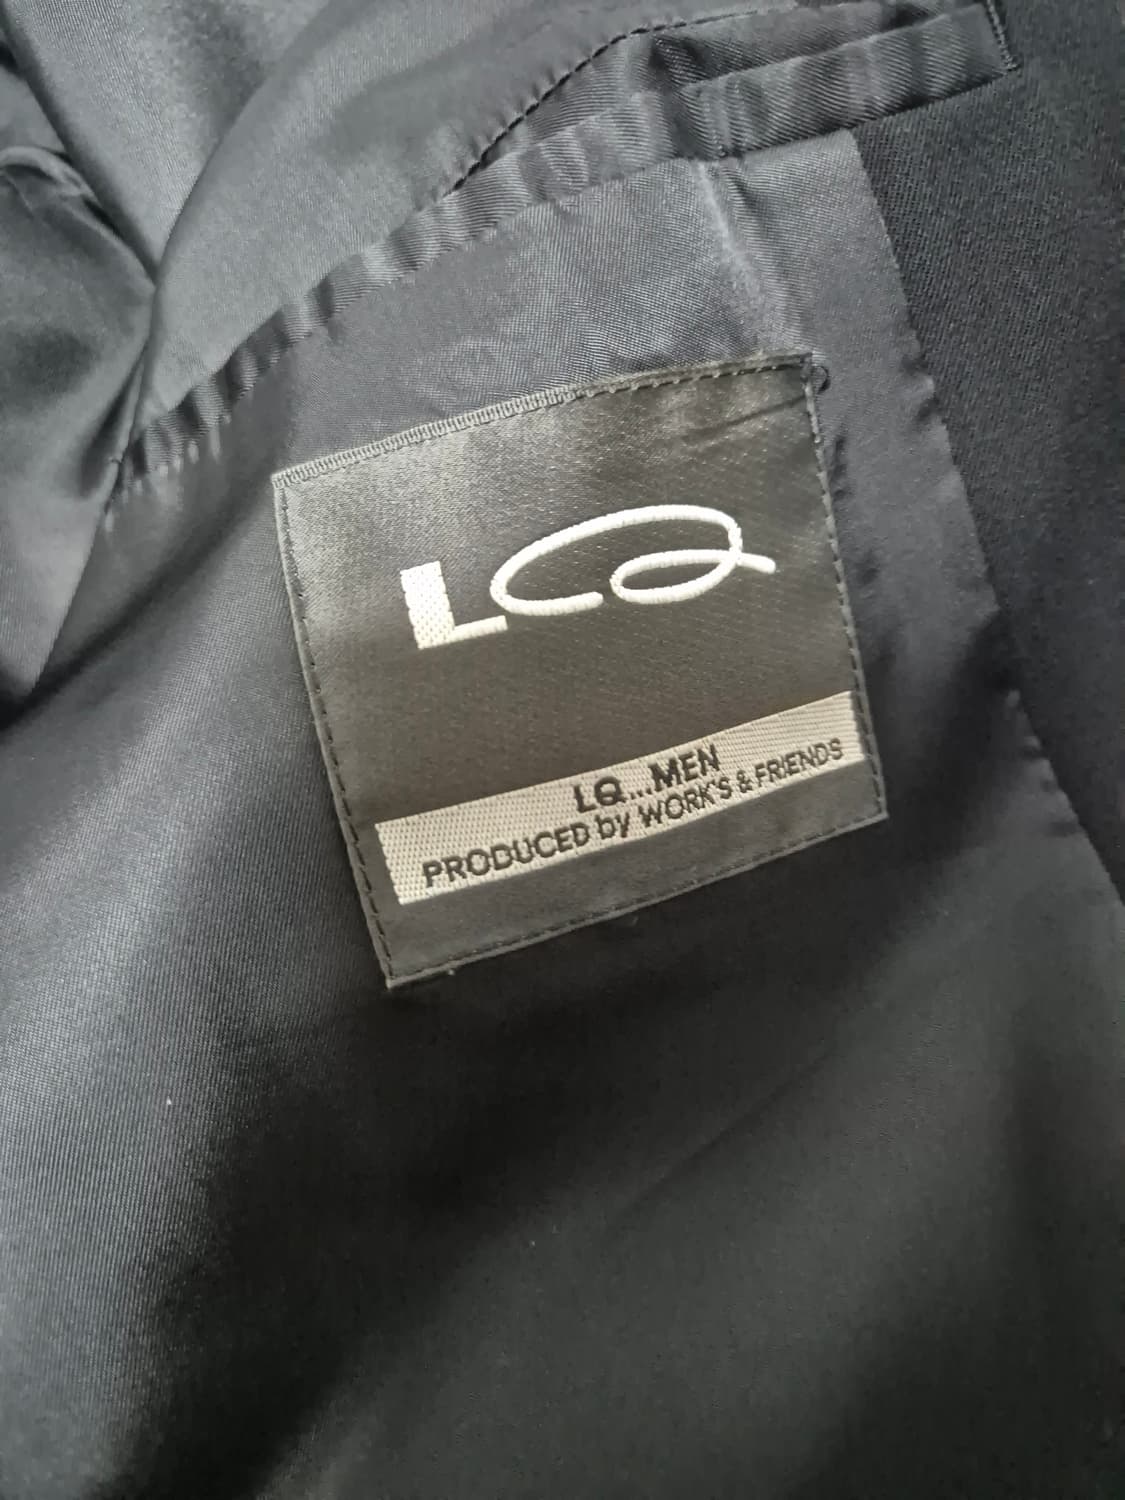 LQ
LQ...MEN
PRODUCED by WORK'S & FRIENDS